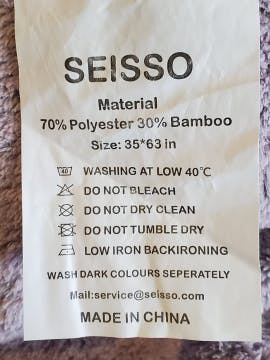 SEISSO
Material
70% Polyester 30% Bamboo
Size: 35*63 in
40 WASHING AT LOW 40℃
DO NOT BLEACH
DO NOT DRY CLEAN
DO NOT TUMBLE DRY
LOW IRON BACKIRONING
WASH DARK COLOURS SEPERATELY
Mail:service@seisso.com
MADE IN CHINA